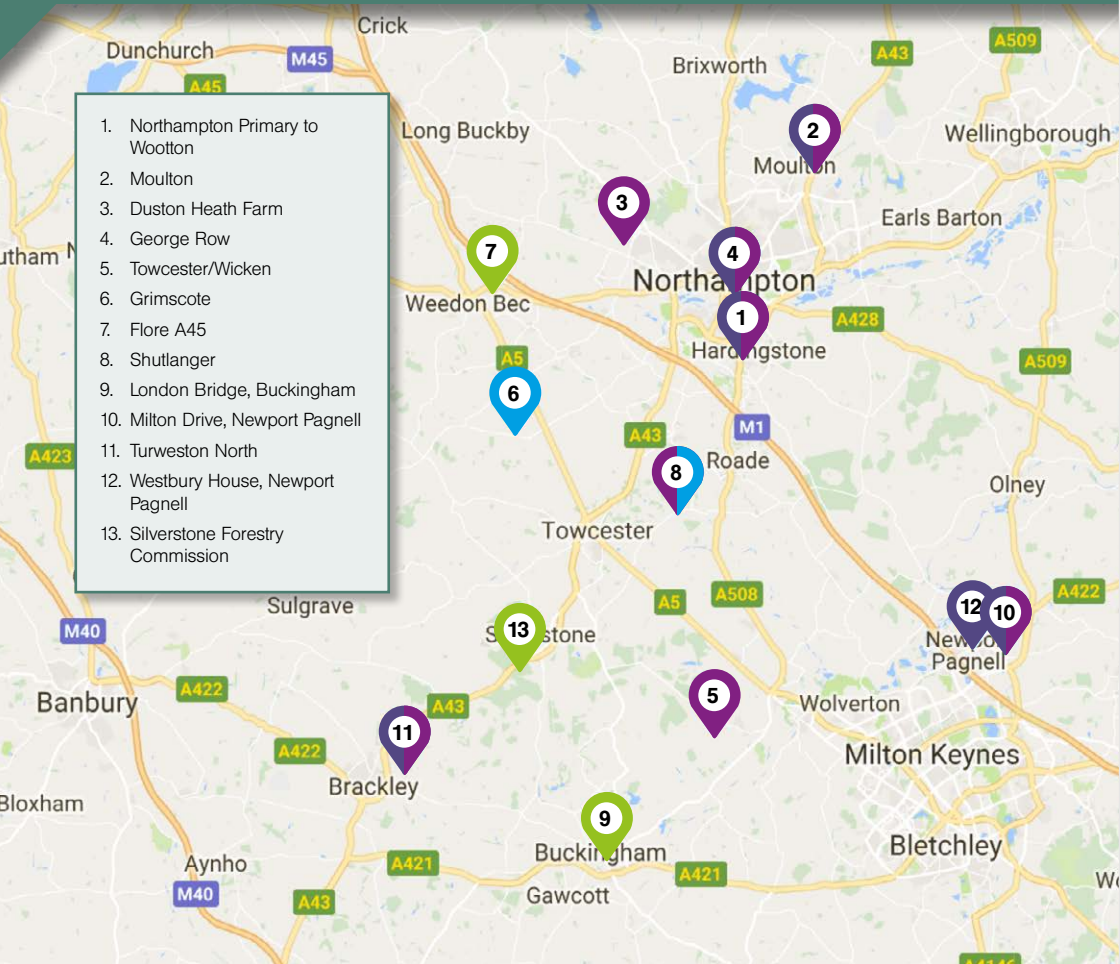 Crick
Dunchurch
M45
A45
A43
A509
Brixworth
Long Buckby
Wellingborough
1. Northampton Primary to
Wootton
2. Moulton
3. Duston Heath Farm
4. George Row
5. Towcester/Wicken
6. Grimscote
7. Flore A45
8. Shutlanger
9. London Bridge, Buckingham
10. Milton Drive, Newport Pagnell
11. Turweston North
12. Westbury House, Newport
Pagnell
13. Silverstone Forestry
Commission
2
Moulton
3
Earls Barton
7
4
Northampton
Weedon Bec
1
A428
Hardingstone
A5
A509
6
M1
A43
A423
8
Roade
Olney
Towcester
A5
A508
A422
Sulgrave
12
10
M40
13
Pagnell
A422
Banbury
A43
5
Wolverton
11
A422
Milton Keynes
Brackley
Bloxham
9
Buckingham
Bletchley
Aynho
A421
A421
M40
A43
Gawcott